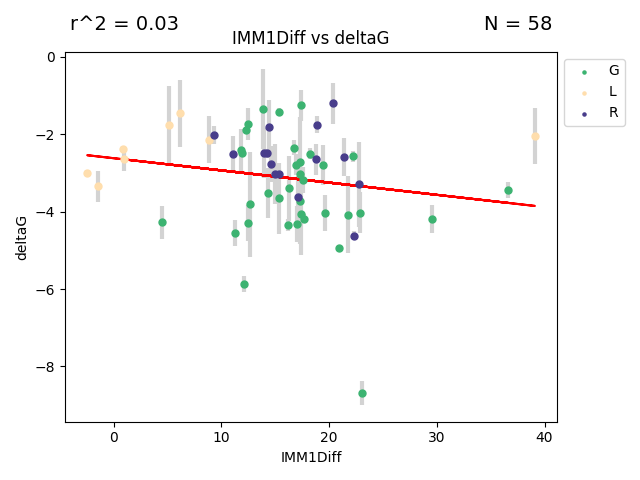 r^2 = 0.03 N = 58
IMM1Diff vs deltaG
G
L
R
0
−2
−4
−6
−8
deltaG
0 10 20 30 40
IMM1Diff